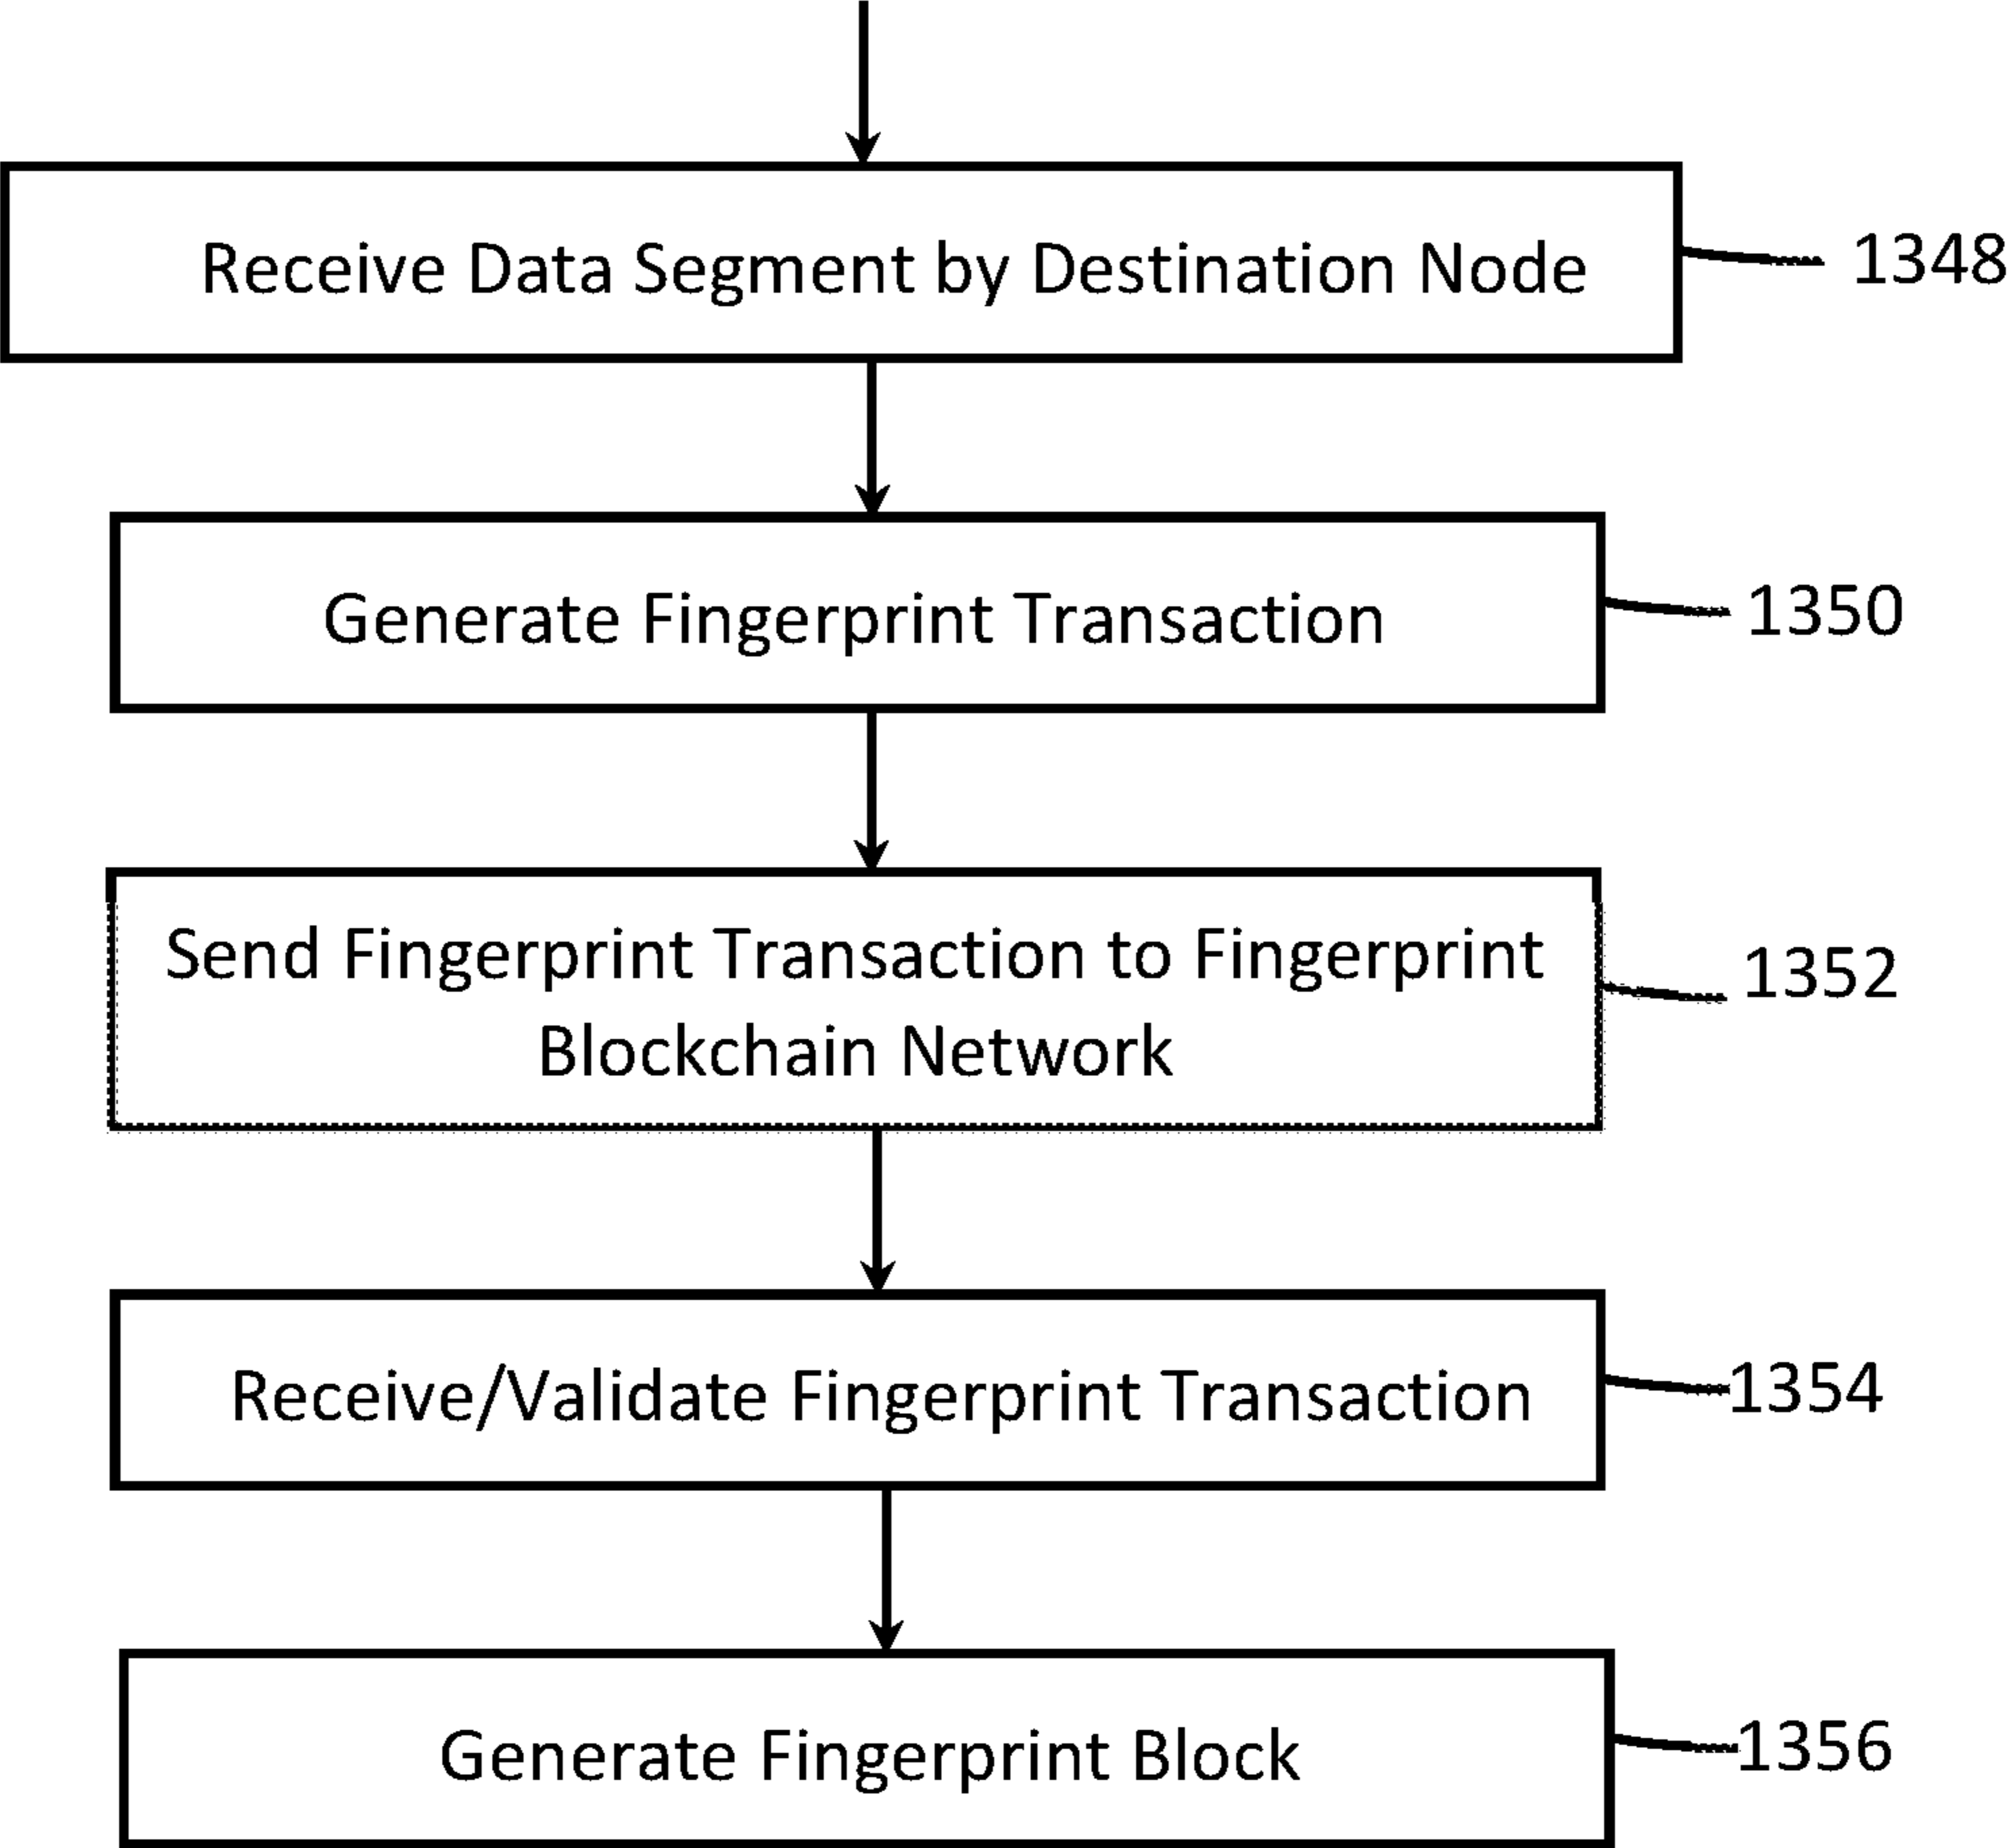 Receive Data Segment by Destination Node
1348
Generate Fingerprint Transaction
1350
Send Fingerprint Transaction to Fingerprint
Blockchain Network
1352
Receive/Validate Fingerprint Transaction
1354
Generate Fingerprint Block
1356